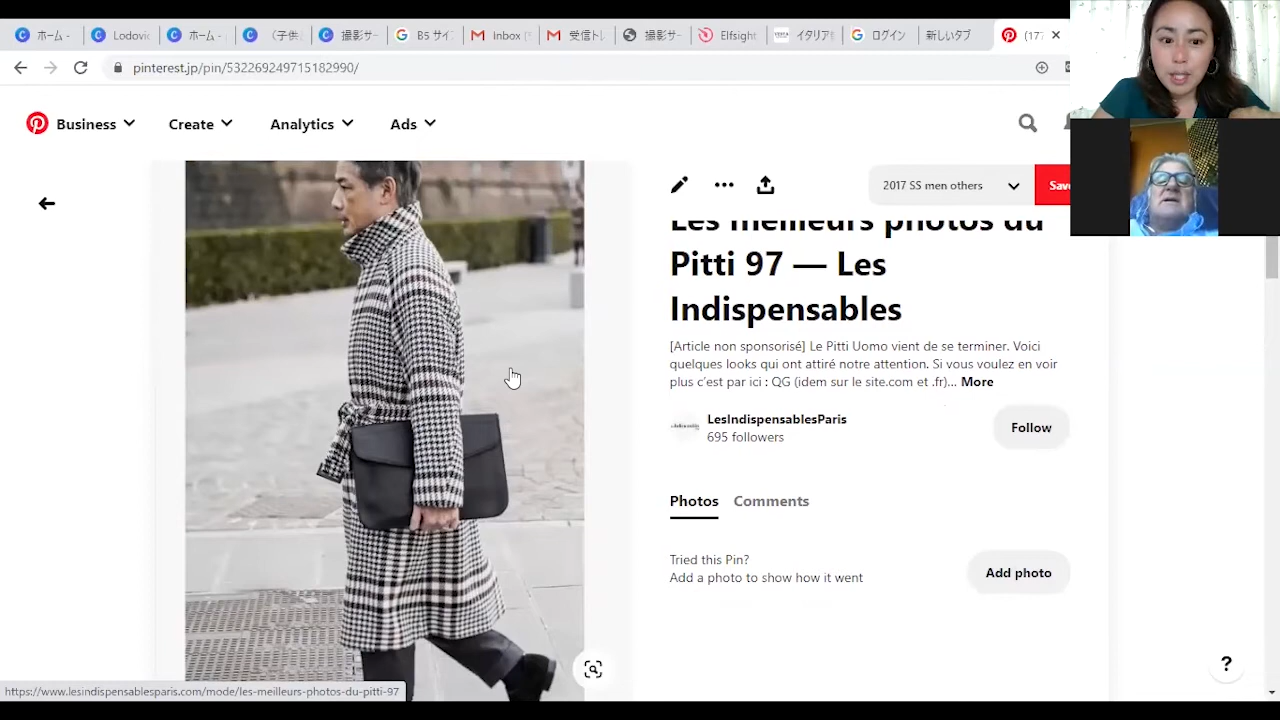 ホーム -
Lodovi
ホーム -
(子供
撮影サー
B5 サイ
inbox
受信ト
撮影サー
Elfsight
イタリア
ログイン
新しいタブ
(17
pinterest.jp/pin/532269249715182990/
Business
Create
Analytics
Ads
2017 SS men others
Save
Les meilleurs photos du
Pitti 97 — Les
Indispensables
[Article non sponsorisé] Le Pitti Uomo vient de se terminer. Voici
quelques looks qui ont attiré notre attention. Si vous voulez en voir
plus c'est par ici : QG (idem sur le site.com et .fr)... More
LesIndispensablesParis
695 followers
Follow
Photos
Comments
Tried this Pin?
Add a photo to show how it went
Add photo
?
https://www.lesindispensablesparis.com/mode/les-meilleurs-photos-du-pitti-97